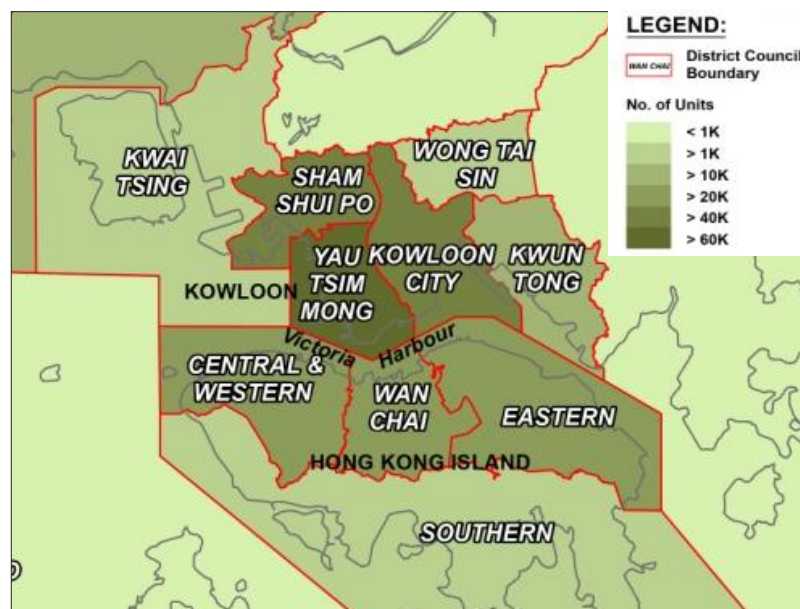 LEGEND:
WAN CHAI
District Council
Boundary
No. of Units
< 1K
> 1K
> 10K
> 20K
> 40K
> 60K
KWAI
TSING
WONG TAI
SIN
SHAM
SHUI PO
YAU
TSIM
MONG
KOWLOON
CITY
KWUN
TONG
KOWLOON
Victoria Harbour
CENTRAL &
WESTERN
WAN
CHAI
EASTERN
HONG KONG ISLAND
SOUTHERN